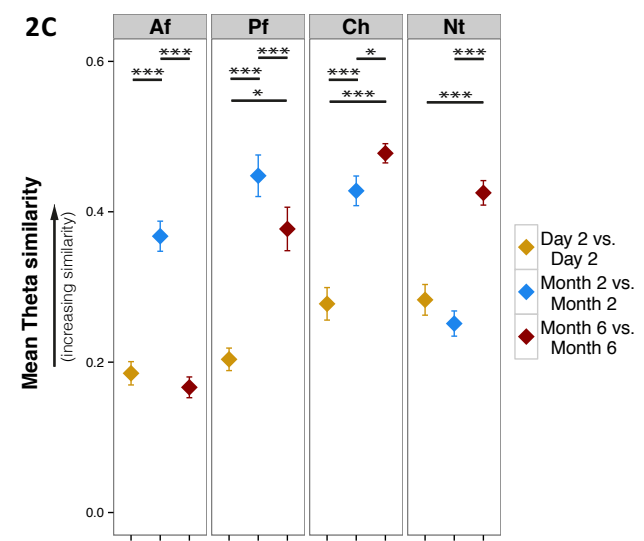 2C
Af
Pf
Ch
Nt
***
***
***
***
*
*
***
***
***
***
0.6
0.4
0.2
0.0
Mean Theta similarity
(increasing similarity)
Day 2 vs.
Day 2
Month 2 vs.
Month 2
Month 6 vs.
Month 6